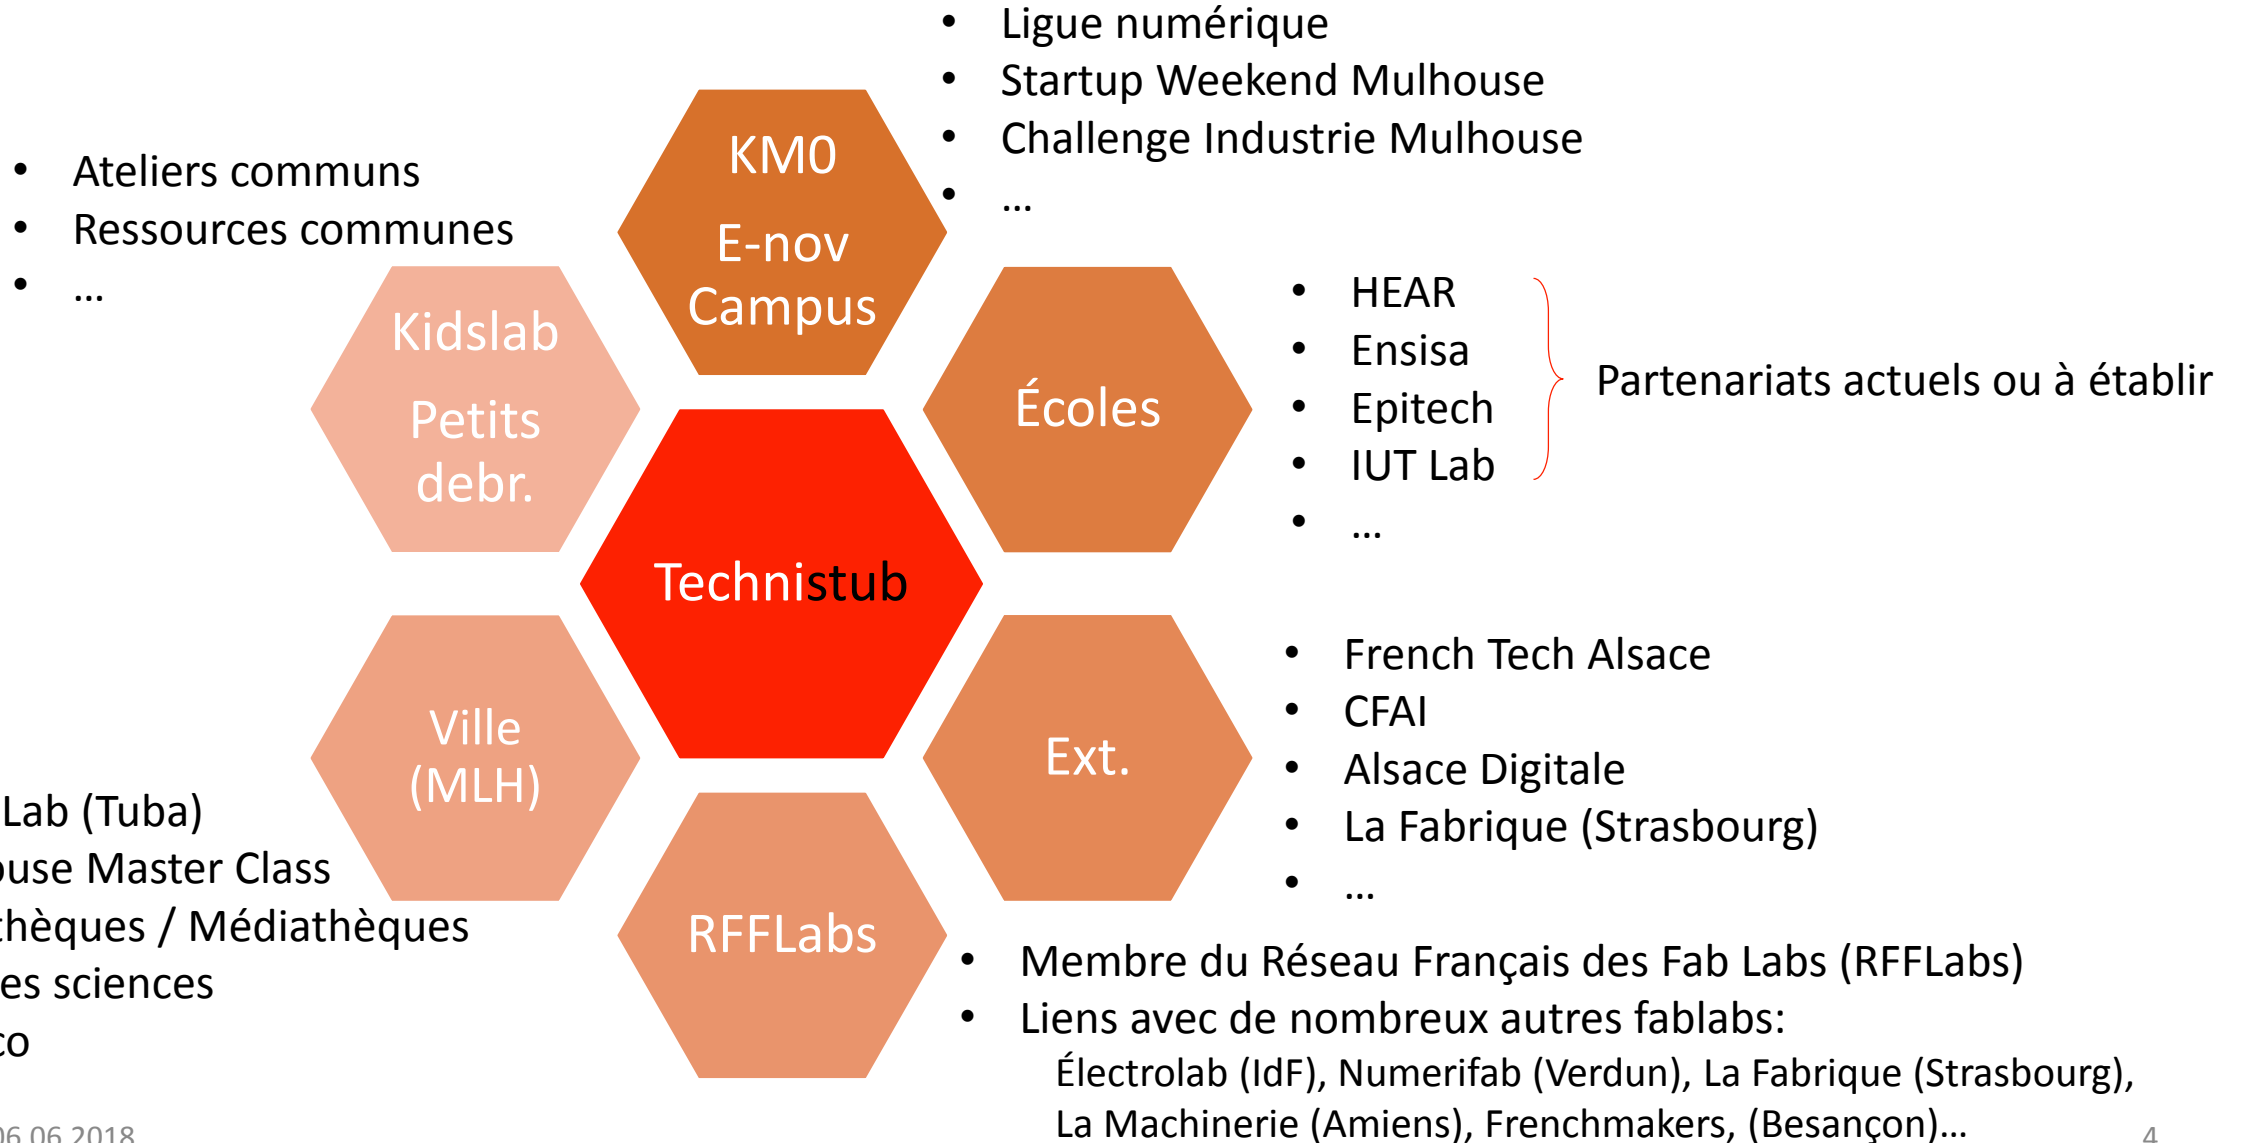 • Ligue numérique
• Startup Weekend Mulhouse
• Challenge Industrie Mulhouse
• ...
• Ateliers communs
• Ressources communes
• ...
KM0
E-nov
Campus
Kidslab
Petits
debr.
Écoles
• HEAR
• Ensisa
• Epitech
• IUT Lab
• ...
Partenariats actuels ou à établir
Technistub
Ville
(MLH)
Ext.
• French Tech Alsace
• CFAI
• Alsace Digitale
• La Fabrique (Strasbourg)
• ...
Lab (Tuba)
Master Class
/ Médiathèques
es sciences
RFFLabs
• Membre du Réseau Français des Fab Labs (RFFLabs)
• Liens avec de nombreux autres fablabs:
Électrolab (IdF), Numerifab (Verdun), La Fabrique (Strasbourg),
La Machinerie (Amiens), Frenchmakers, (Besançon)...
06.06.2018
4